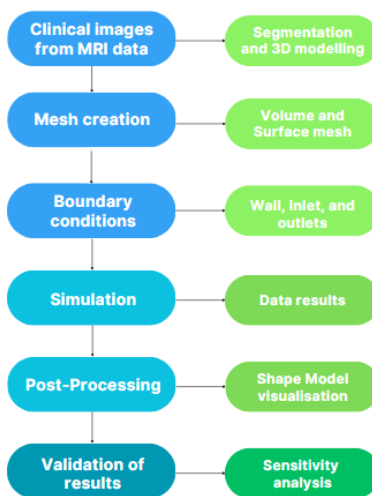 Clinical images
from MRI data
Segmentation
and 3D modelling
Mesh creation
Volume and
Surface mesh
Boundary
conditions
Wall, inlet, and
outlets
Simulation
Data results
Post-Processing
Shape Model
visualisation
Validation of
results
Sensitivity
analysis